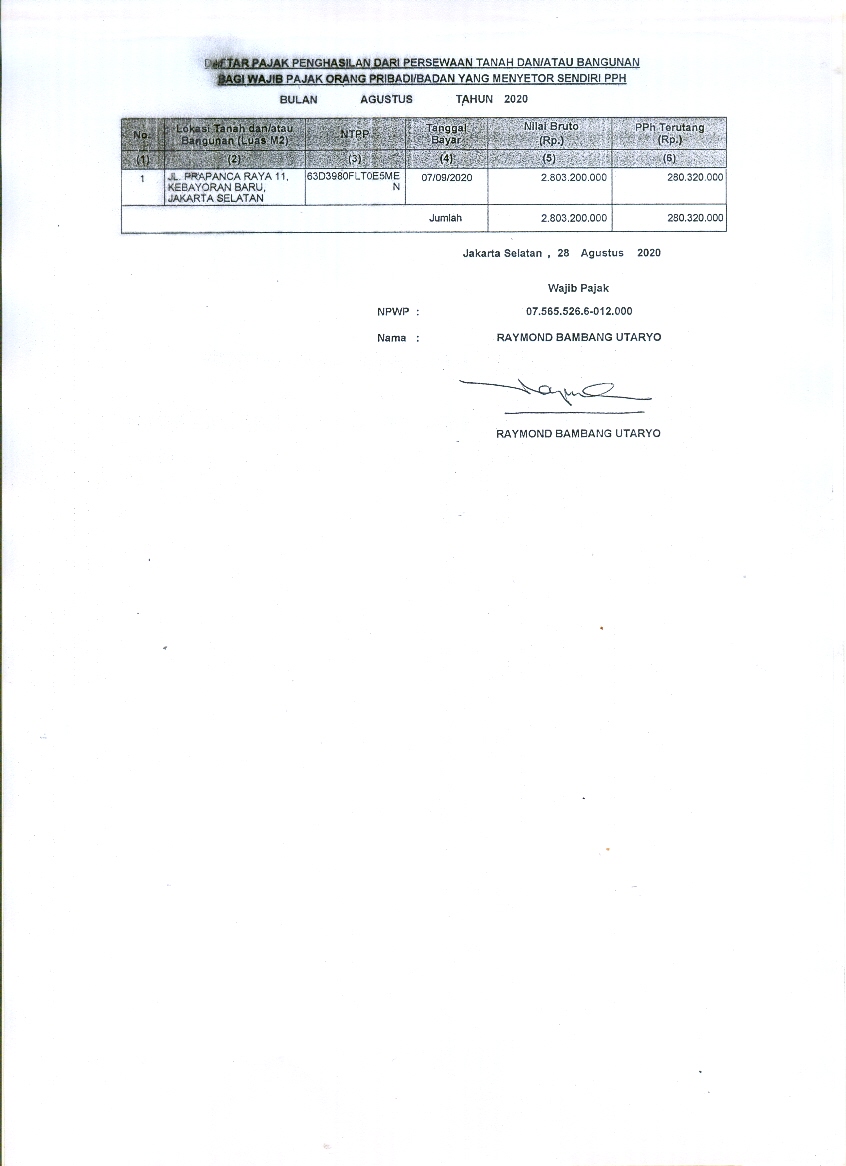 DAFTAR PAJAK PENGHASILAN DARI PERSEWAAN TANAH DAN/ATAU BANGUNAN
BAGI WAJIB PAJAK ORANG PRIBADI/BADAN YANG MENYETOR SENDIRI PPH
BULAN AGUSTUS TAHUN 2020
No. Lokasi Tanah dan/atau Bangunan (Luas M2) NTPP Tanggal Bayar Nilai Bruto (Rp.) PPh Terutang (Rp.)
(1) (2) (3) (4) (5) (6)
1 JL. PRAPANCA RAYA 11, 63D3980FLT0E5ME 07/09/2020 2.803.200.000 280.320.000
KEBAYORAN BARU, N
JAKARTA SELATAN
Jumlah 2.803.200.000 280.320.000
Jakarta Selatan , 28 Agustus 2020
Wajib Pajak
NPWP : 07.565.526.6-012.000
Nama : RAYMOND BAMBANG UTARYO
RAYMOND BAMBANG UTARYO